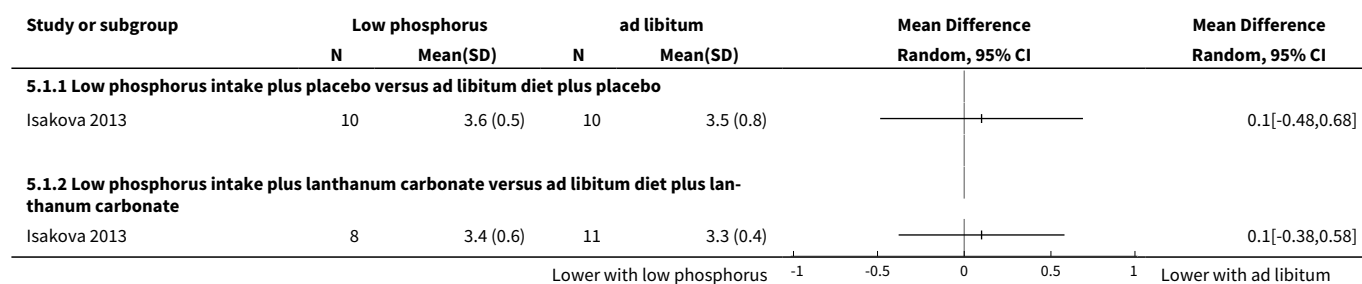 Study or subgroup Low phosphorus ad libitum Mean Difference Mean Difference
N Mean(SD) N Mean(SD) Random, 95% CI Random, 95% CI
5.1.1 Low phosphorus intake plus placebo versus ad libitum diet plus placebo
Isakova 2013 10 3.6 (0.5) 10 3.5 (0.8) 0.1[-0.48,0.68]
5.1.2 Low phosphorus intake plus lanthanum carbonate versus ad libitum diet plus lan-
thanum carbonate
Isakova 2013 8 3.4 (0.6) 11 3.3 (0.4) 0.1[-0.38,0.58]
Lower with low phosphorus -1 -0.5 0 0.5 1 Lower with ad libitum